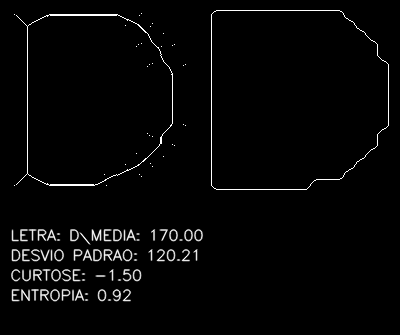 LETRA: D\MEDIA: 170.00
DESVIO PADRAO: 120.21
CURTOSE: -1.50
ENTROPIA: 0.92